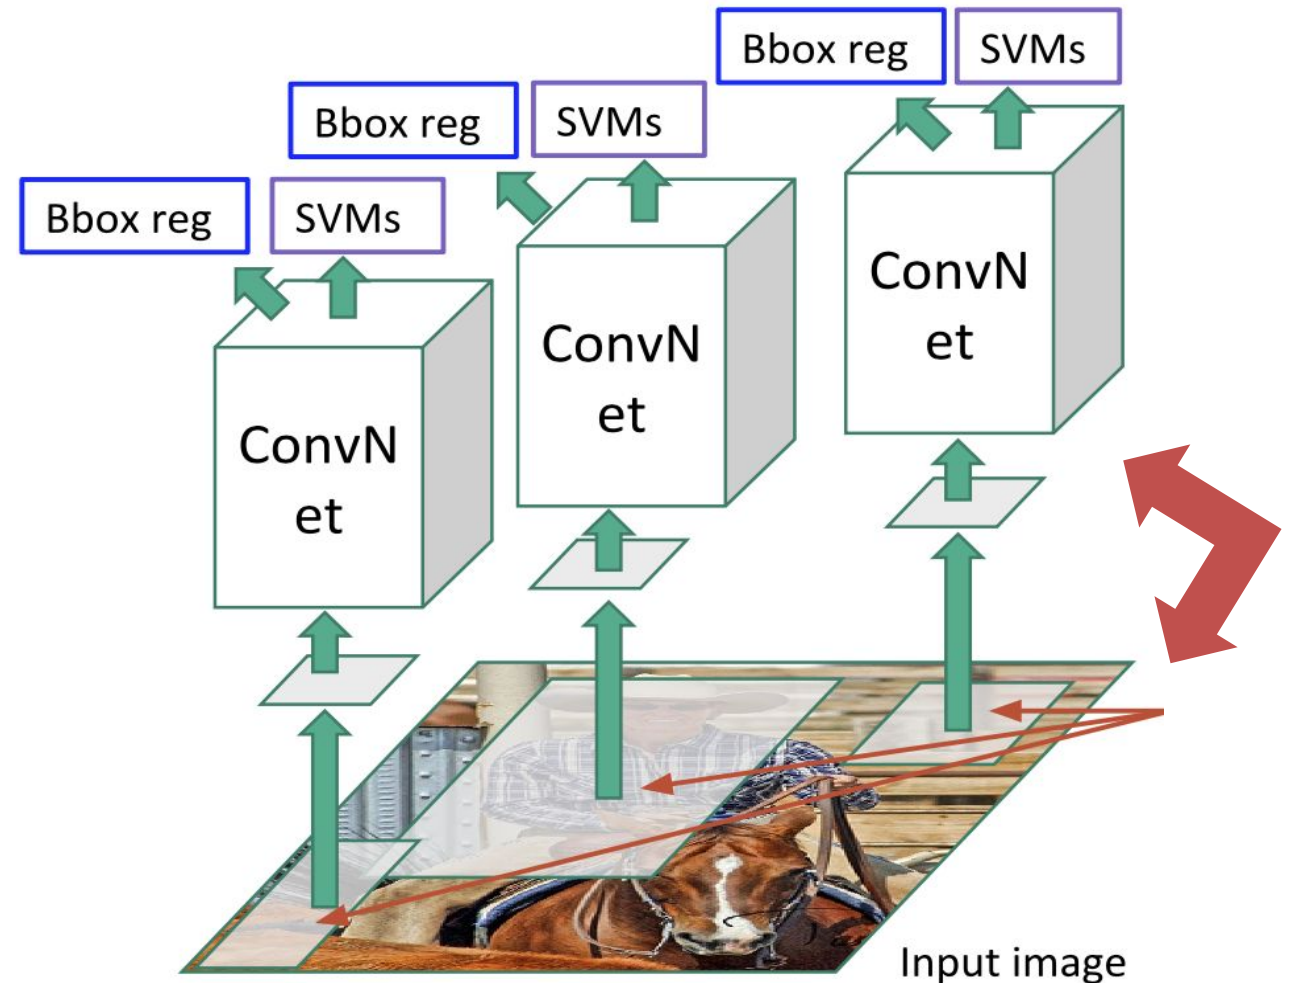 Bbox reg
SVMs
Bbox reg
SVMs
Bbox reg
SVMs
ConvN
et
ConvN
et
ConvN
et
Input image